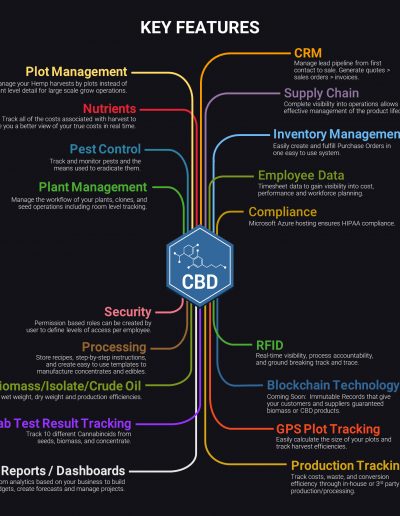 KEY FEATURES
Plot Management
nage your Hemp harvests by plots instead of
nt level detail for large scale grow operations.
Nutrients
Track all of the costs associated with harvest to
e you a better view of your true costs in real time.
Pest Control
Track and monitor pests and the
means used to eradicate them.
Plant Management
Manage the workflow of your plants, clones, and
seed operations including room level tracking.
Security
Permission based roles can be created by
user to define levels of access per employee.
Processing
Store recipes, step-by-step instructions,
and create easy to use templates to
manufacture concentrates and edibles.
iomass/Isolate/Crude Oil
wet weight, dry weight and production efficiencies.
ab Test Result Tracking
Track 10 different Cannabinoids from
seeds, biomass, and concentrate.
Reports / Dashboards
om analytics based on your business to build
dgets, create forecasts and manage projects.
CBD
CRM
Manage lead pipeline from first
contact to sale. Generate quotes >
sales orders > invoices.
Supply Chain
Complete visibility into operations allows
effective management of the product lifec
Inventory Managemen
Easily create and fulfill Purchase Orders in
one easy to use system.
Employee Data
Timesheet data to gain visibility into cost,
performance and workforce planning.
Compliance
Microsoft Azure hosting ensures HIPAA compliance.
RFID
Real-time visibility, process accountability,
and ground breaking track and trace.
Blockchain Technology
Coming Soon: Immutable Records that give
your customers and suppliers guaranteed
biomass or CBD products.
GPS Plot Tracking
Easily calculate the size of your plots and
track harvest efficiencies.
Production Trackin
Track costs, waste, and conversion
efficiency through in-house or 3rd party
production/processing.